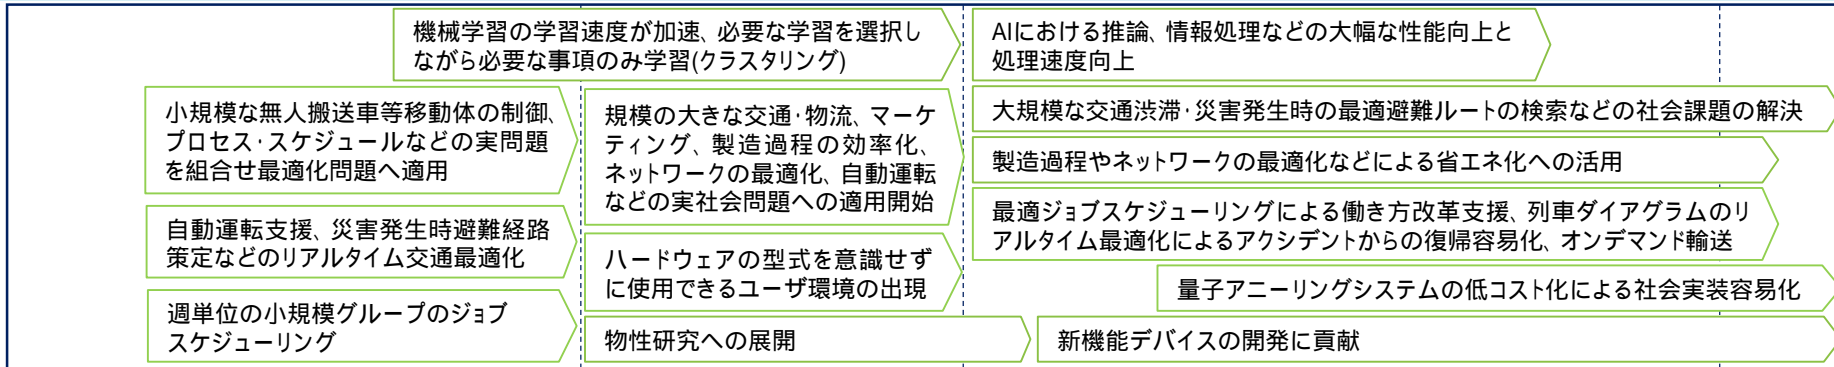 機械学習の学習速度が加速、必要な学習を選択し
ながら必要な事項のみ学習(クラスタリング)
AIにおける推論、情報処理などの大幅な性能向上と
処理速度向上
小規模な無人搬送車等移動体の制御、
プロセス・スケジュールなどの実問題
を組合せ最適化問題へ適用
規模の大きな交通・物流、マーケ
ティング、製造過程の効率化、
ネットワークの最適化、自動運転
などの実社会問題への適用開始
大規模な交通渋滞・災害発生時の最適避難ルートの検索などの社会課題の解決
製造過程やネットワークの最適化などによる省エネ化への活用
自動運転支援、災害発生時避難経路
策定などのリアルタイム交通最適化
最適ジョブスケジューリングによる働き方改革支援、列車ダイアグラムのリ
アルタイム最適化によるアクシデントからの復帰容易化、オンデマンド輸送
ハードウェアの型式を意識せず
に使用できるユーザ環境の出現
量子アニーリングシステムの低コスト化による社会実装容易化
週単位の小規模グループのジョブ
スケジューリング
物性研究への展開
新機能デバイスの開発に貢献